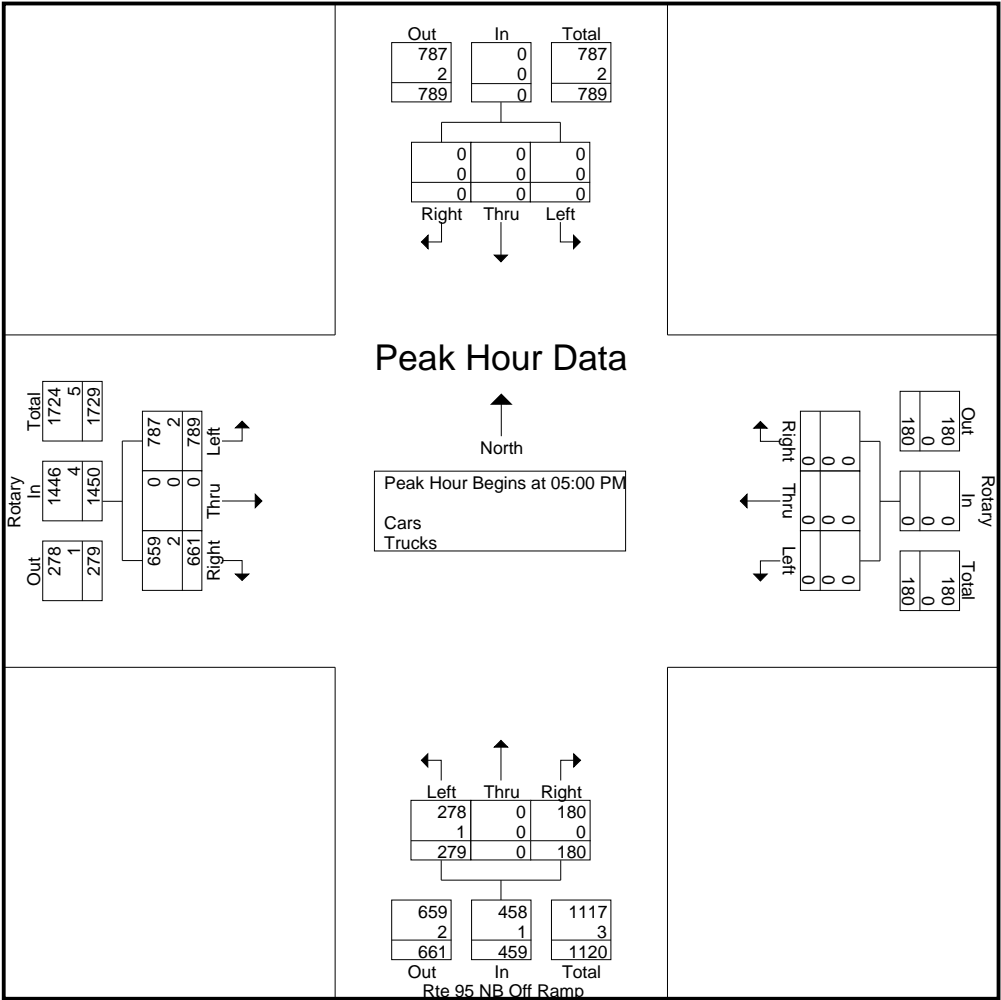 Out In Total
787 0 787
2 0 2
789 0 789
0 0 0
0 0 0
0 0 0
Right Thru Left
Peak Hour Data
North
Peak Hour Begins at 05:00 PM
Cars
Trucks
Rotary
Total
1724
5
1729
In
1446
4
1450
Out
278
1
279
787
2
789
Left
0
0
0
Thru
659
2
661
Right
Rotary
Out
180
0
180
In
0
0
0
Total
180
0
180
Right
0
0
0
Thru
0
0
0
Left
0
0
0
Left Thru Right
278 0 180
1 0 0
279 0 180
659 458 1117
2 1 3
661 459 1120
Out In Total
Rte 95 NB Off Ramp